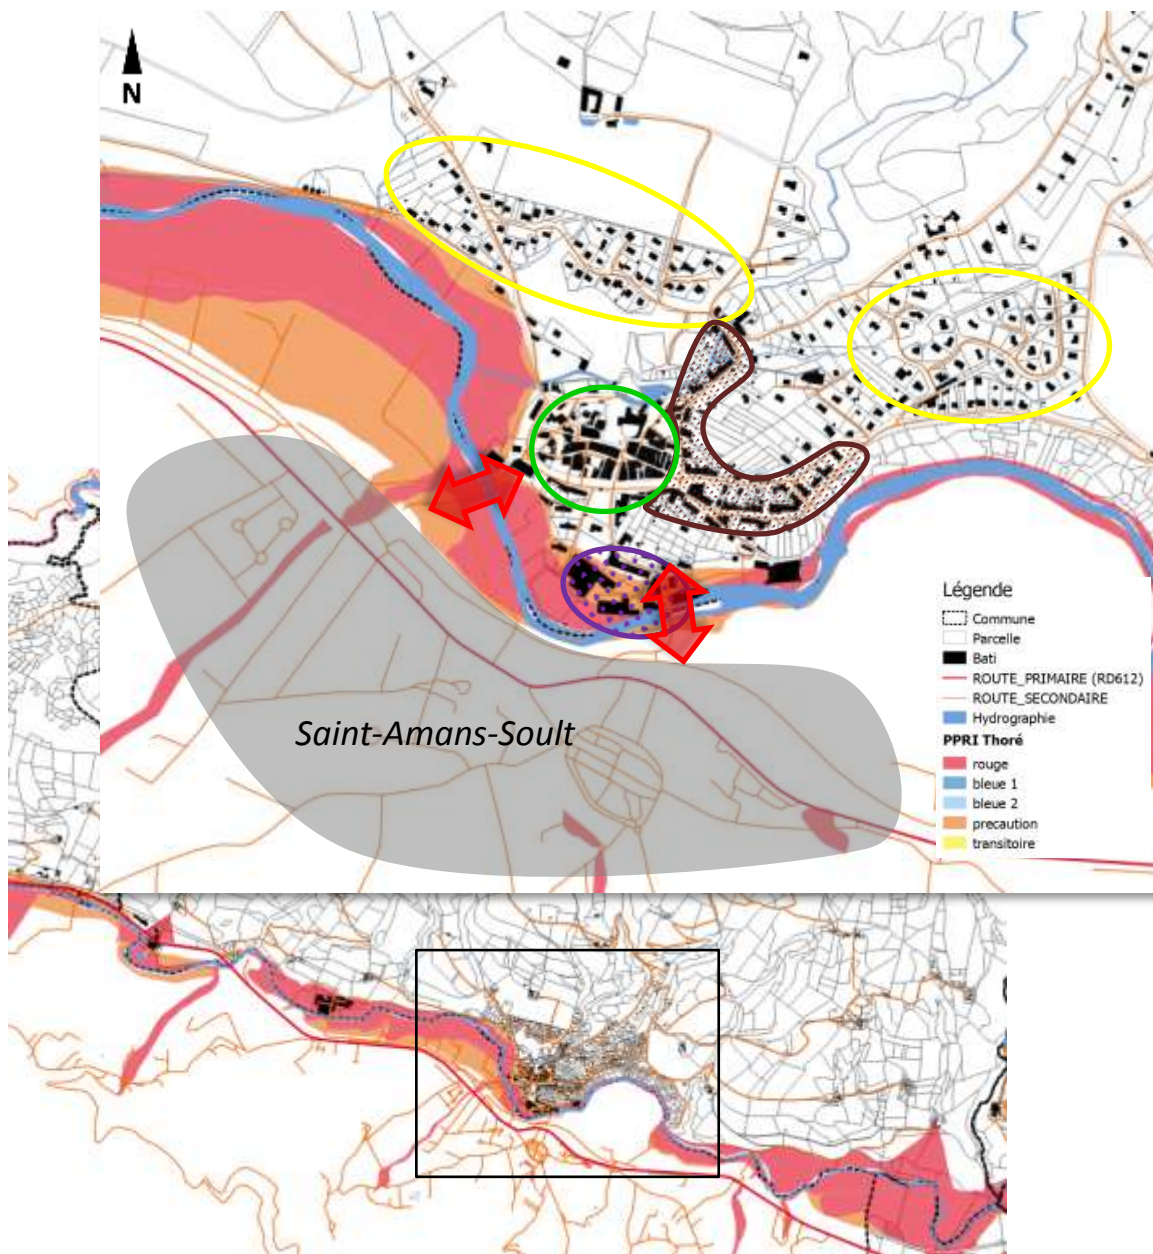 N
Saint-Amans-Soult
Légende
Commune
Parcelle
Bati
ROUTE_PRIMAIRE (RD612)
ROUTE_SECONDAIRE
Hydrographie
PPRI Thoré
rouge
bleue 1
bleue 2
precaution
transitoire